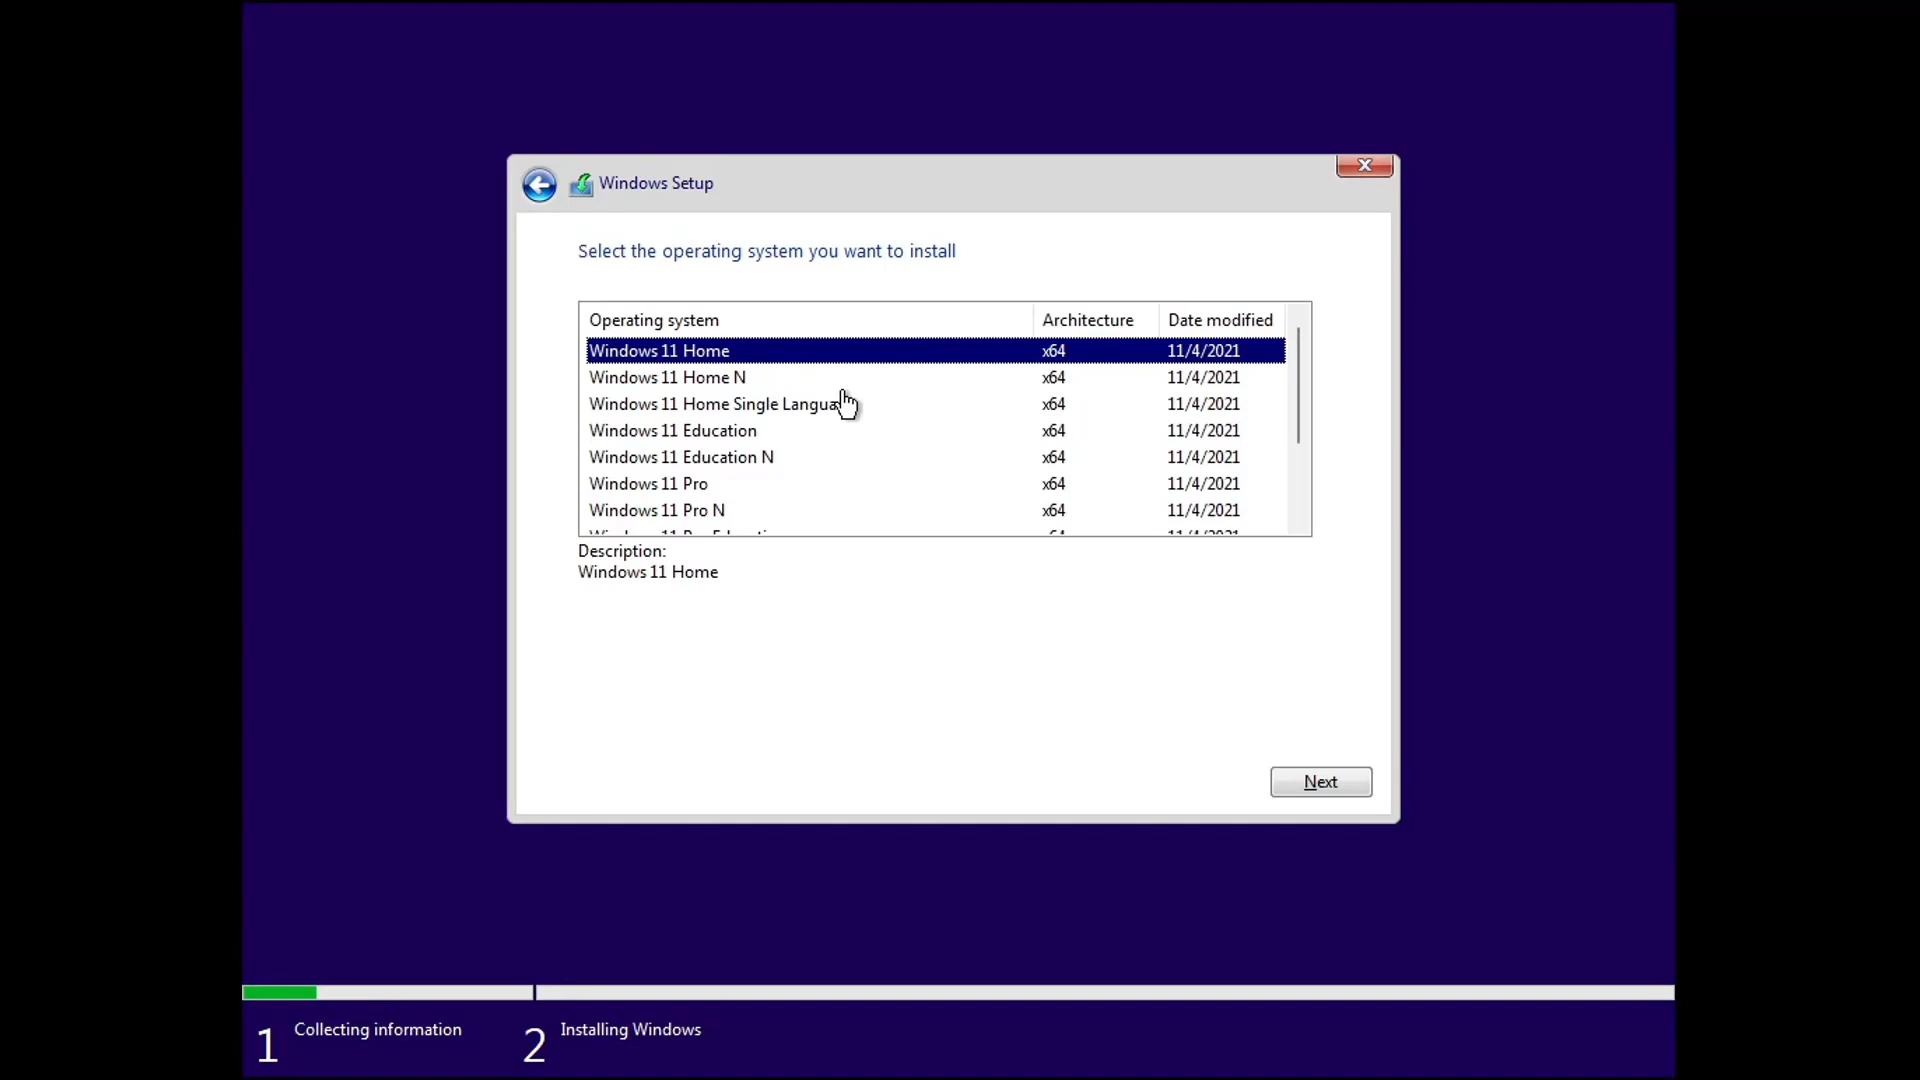 Windows Setup
Select the operating system you want to install
Operating system Architecture Date modified
Windows 11 Home x64 11/4/2021
Windows 11 Home N x64 11/4/2021
Windows 11 Home Single x64 11/4/2021
Windows 11 Education x64 11/4/2021
Windows 11 Education N x64 11/4/2021
Windows 11 Pro x64 11/4/2021
Windows 11 Pro N x64 11/4/2021
Description:
Windows 11 Home
Next
1 Collecting information 2 Installing Windows